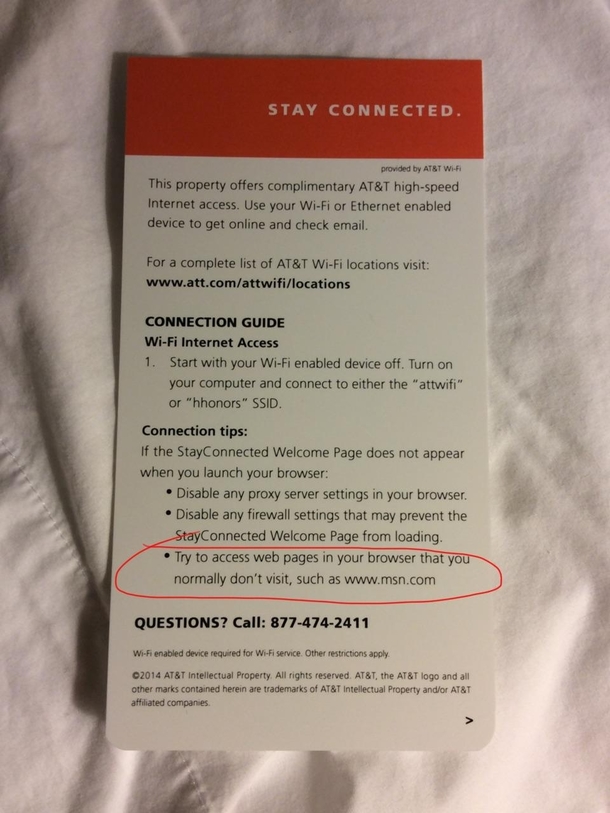 STAY CONNECTED.
provided by AT&T Wi-Fi
This property offers complimentary AT&T high-speed
Internet access. Use your Wi-Fi or Ethernet enabled
device to get online and check email.
For a complete list of AT&T Wi-Fi locations visit:
www.att.com/attwifi/locations
CONNECTION GUIDE
Wi-Fi Internet Access
1. Start with your Wi-Fi enabled device off. Turn on
your computer and connect to either the "attwifi"
or "hhonors" SSID.
Connection tips:
If the StayConnected Welcome Page does not appear
when you launch your browser:
• Disable any proxy server settings in your browser.
• Disable any firewall settings that may prevent the
StayConnected Welcome Page from loading.
• Try to access web pages in your browser that you
normally don't visit, such as www.msn.com
QUESTIONS? Call: 877-474-2411
Wi-Fi enabled device required for Wi-Fi service. Other restrictions apply.
©2014 AT&T Intellectual Property. All rights reserved. AT&T, the AT&T logo and all
other marks contained herein are trademarks of AT&T Intellectual Property and/or AT&T
affiliated companies.
>